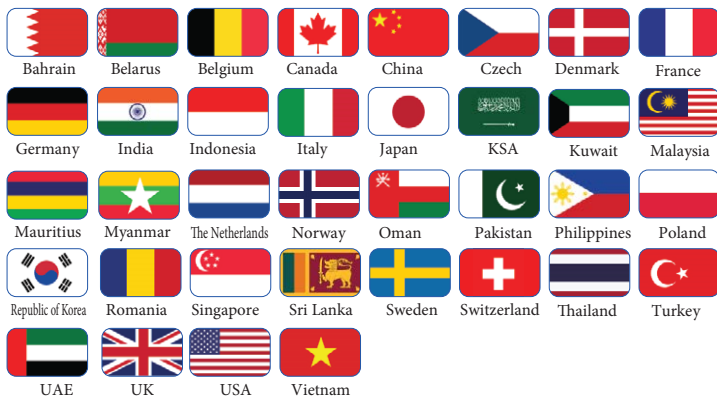 Bahrain Belarus Belgium Canada China Czech Denmark France
Germany India Indonesia Italy Japan KSA Kuwait Malaysia
Mauritius Myanmar The Netherlands Norway Oman Pakistan Philippines Poland
Republic of Korea Romania Singapore Sri Lanka Sweden Switzerland Thailand Turkey
UAE UK USA Vietnam